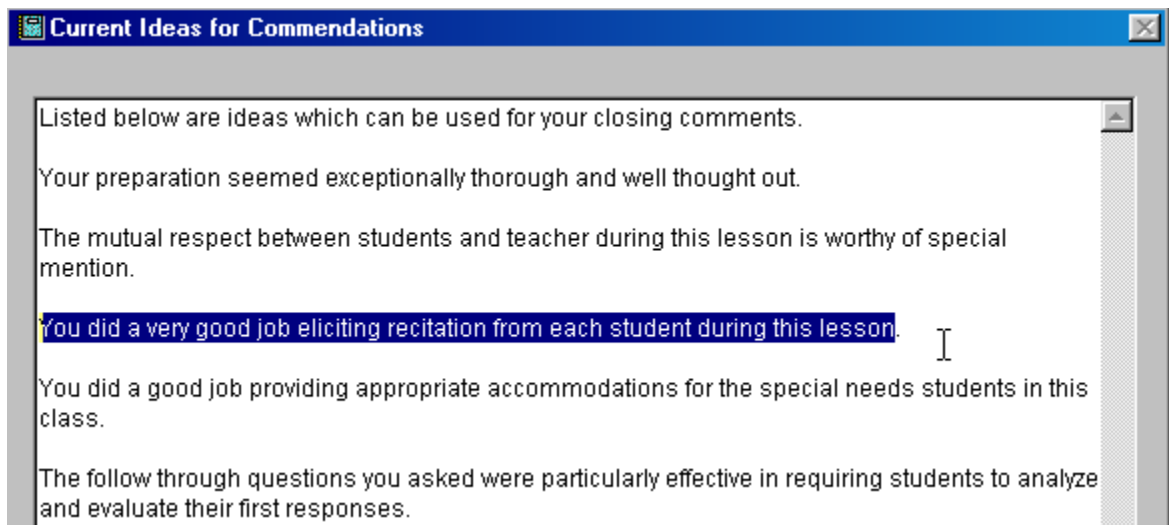 Current Ideas for Commendations
Listed below are ideas which can be used for your closing comments.
Your preparation seemed exceptionally thorough and well thought out.
The mutual respect between students and teacher during this lesson is worthy of special
mention.
You did a very good job eliciting recitation from each student during this lesson.
You did a good job providing appropriate accommodations for the special needs students in this
class.
The follow through questions you asked were particularly effective in requiring students to analyze
and evaluate their first responses.